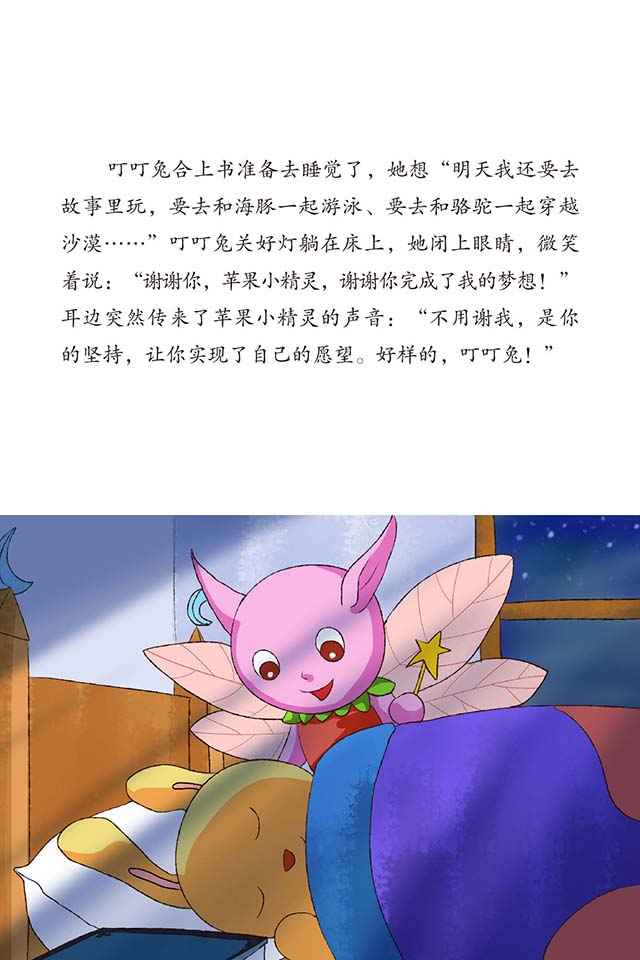 叮叮兔合上书准备去睡觉了，她想“明天我还要去
故事里玩，要去和海豚一起游泳、要去和骆驼一起穿越
沙漠……”叮叮兔关好灯躺在床上，她闭上眼睛，微笑
着说：“谢谢你，苹果小精灵，谢谢你完成了我的梦想！”
耳边突然传来了苹果小精灵的声音：“不用谢我，是你
的坚持，让你实现了自己的愿望。好样的，叮叮兔！”